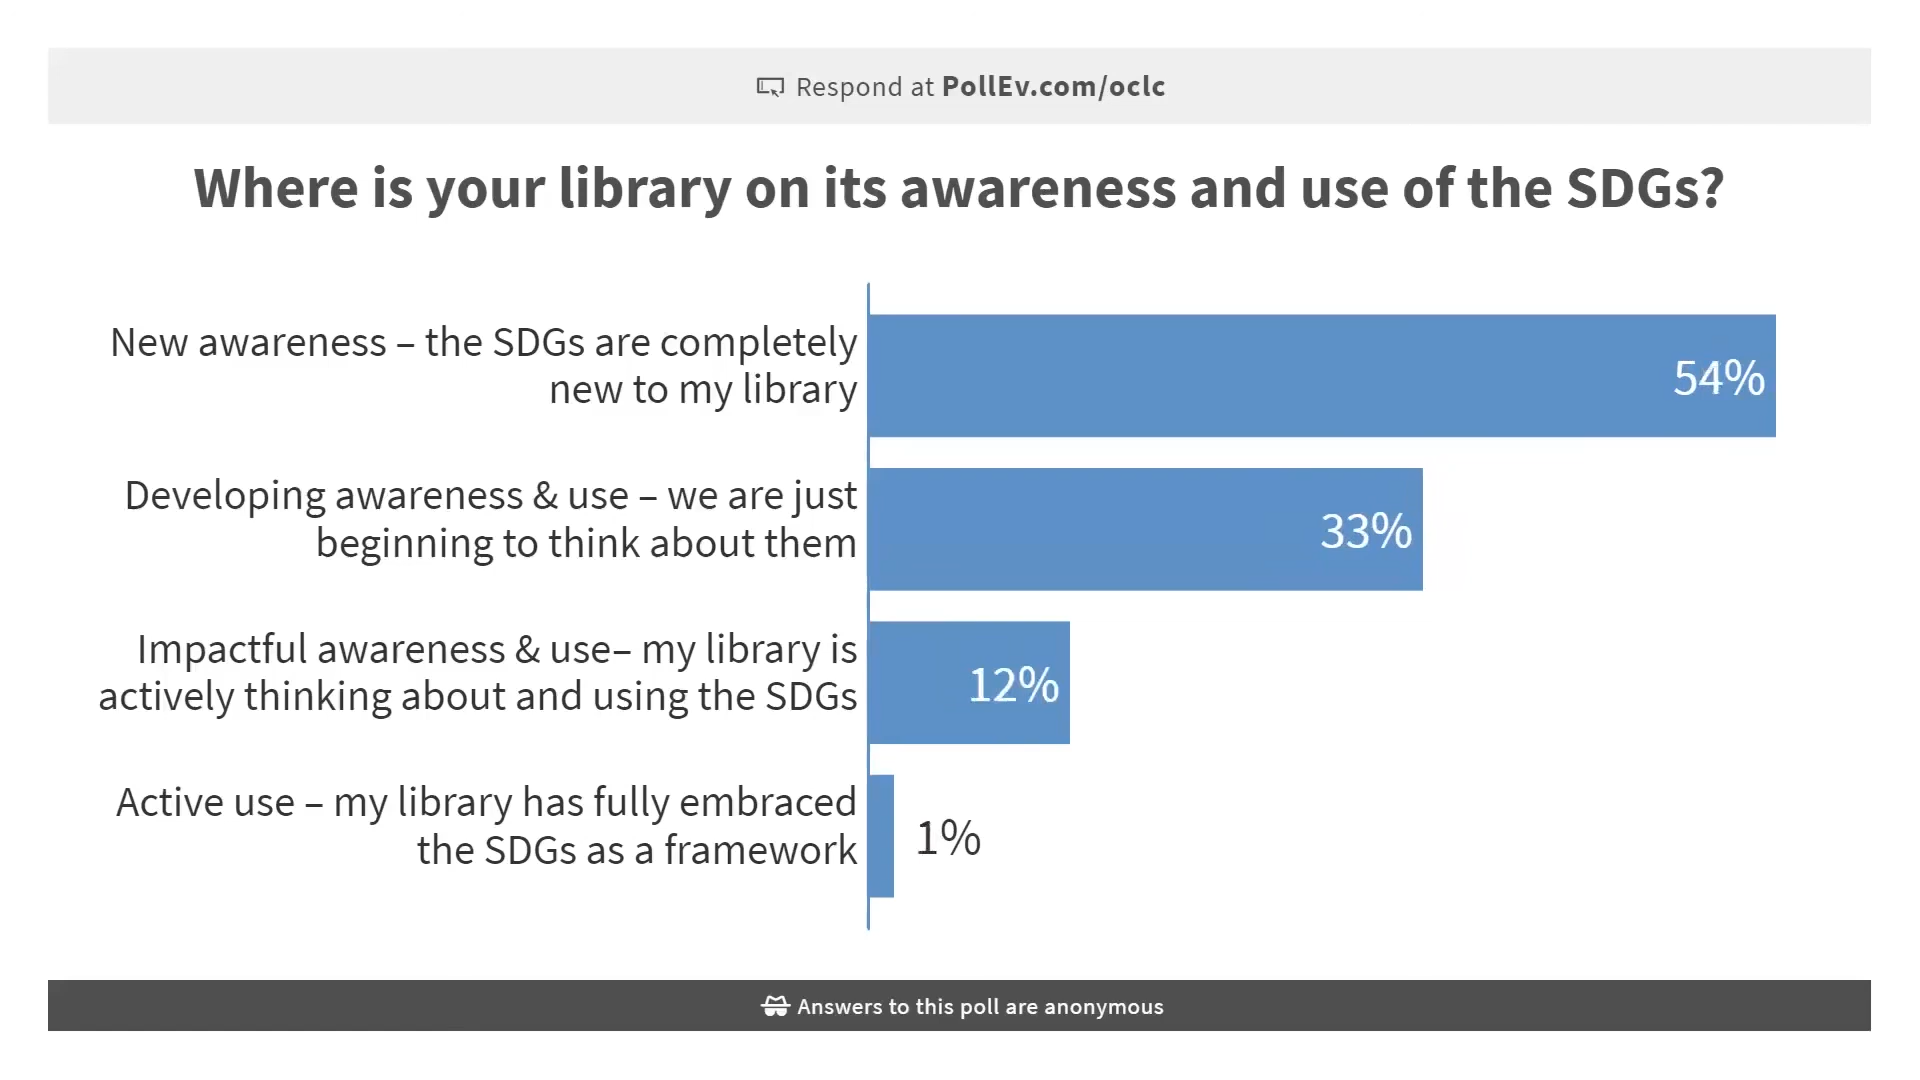 Respond at PollEv.com/oclc
Where is your library on its awareness and use of the SDGs?
New awareness – the SDGs are completely
new to my library
54%
Developing awareness & use – we are just
beginning to think about them
33%
Impactful awareness & use– my library is
actively thinking about and using the SDGs
12%
Active use – my library has fully embraced
the SDGs as a framework
1%
Answers to this poll are anonymous